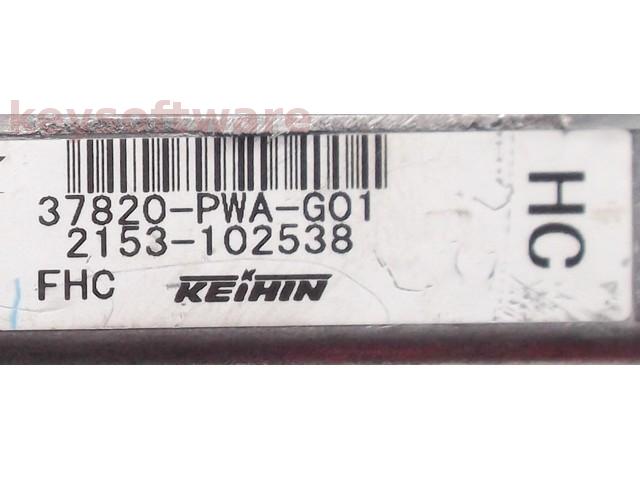 keysoftware
37820-PWA-G01
2153-102538
FHC KEIHIN
HC